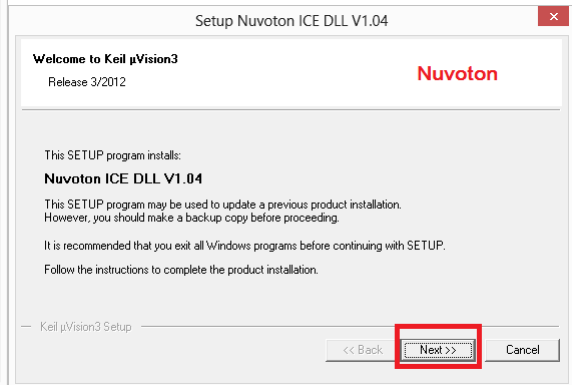 Setup Nuvoton ICE DLL V1.04
x
Welcome to Keil µVision3
Release 3/2012
Nuvoton
This SETUP program installs:
Nuvoton ICE DLL V1.04
This SETUP program may be used to update a previous product installation.
However, you should make a backup copy before proceeding.
It is recommended that you exit all Windows programs before continuing with SETUP.
Follow the instructions to complete the product installation.
Keil µVision3 Setup
<< Back
Next >>
Cancel